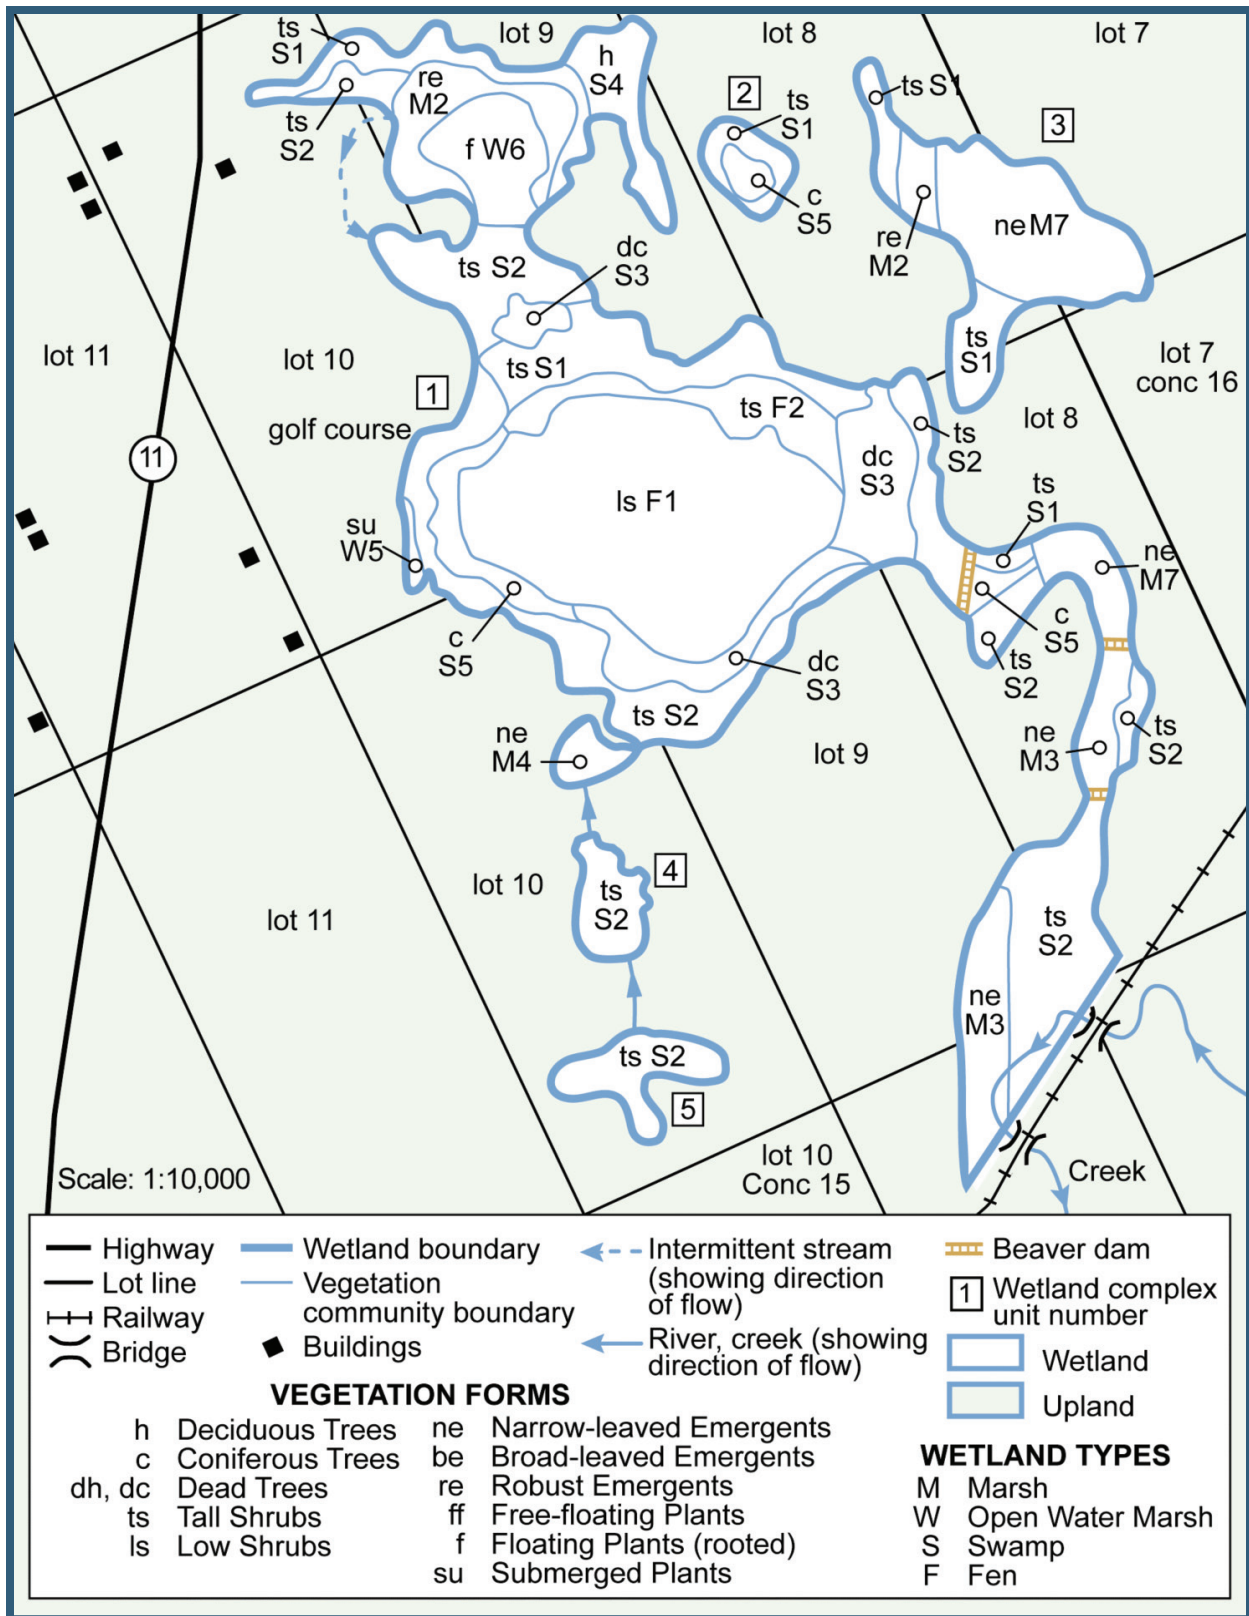 ts
S1
lot 9
h
S4
lot 8
lot 7
re
M2
2
ts
S1
ts S1
3
ts
S2
f W6
c
S5
ne M7
re
M2
ts S2
dc
S3
lot 11
lot 10
ts S1
ts
S1
lot 7
conc 16
1
golf course
ts F2
lot 8
11
dc
S3
ts
S2
ls F1
ts
S1
su
W5
ne
M7
c
S5
c
S5
dc
S3
ts
S2
ts S2
ne
M4
lot 9
ne
M3
ts
S2
4
lot 10
ts
S2
lot 11
ts
S2
ne
M3
ts S2
5
lot 10
Conc 15
Creek
Scale: 1:10,000
Highway
Lot line
Railway
Bridge
Wetland boundary
Vegetation
community boundary
Buildings
Intermittent stream
(showing direction
of flow)
River, creek (showing
direction of flow)
Beaver dam
1 Wetland complex
unit number
Wetland
Upland
VEGETATION FORMS
h Deciduous Trees
c Coniferous Trees
dh, dc Dead Trees
ts Tall Shrubs
ls Low Shrubs
ne Narrow-leaved Emergents
be Broad-leaved Emergents
re Robust Emergents
ff Free-floating Plants
f Floating Plants (rooted)
su Submerged Plants
WETLAND TYPES
M Marsh
W Open Water Marsh
S Swamp
F Fen